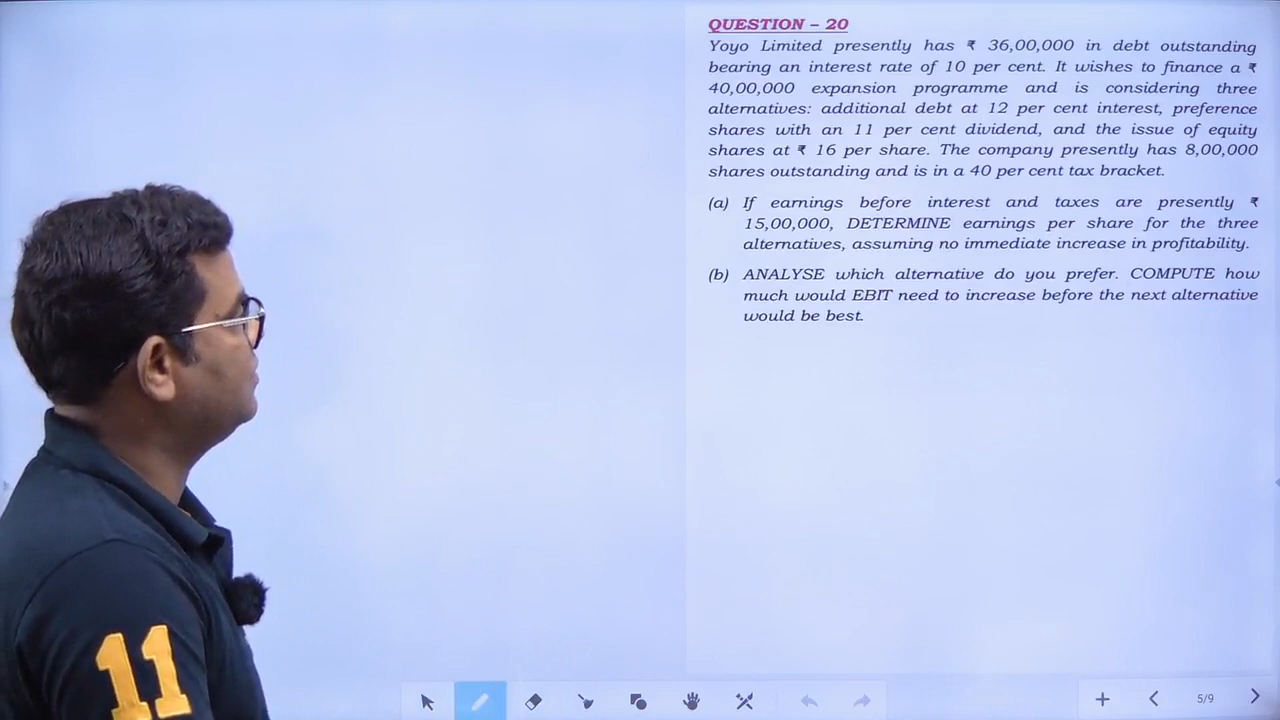 QUESTION – 20
Yoyo Limited presently has ₹ 36,00,000 in debt outstanding
bearing an interest rate of 10 per cent. It wishes to finance a ₹
40,00,000 expansion programme and is considering three
alternatives: additional debt at 12 per cent interest, preference
shares with an 11 per cent dividend, and the issue of equity
shares at ₹ 16 per share. The company presently has 8,00,000
shares outstanding and is in a 40 per cent tax bracket.
(a) If earnings before interest and taxes are presently ₹
15,00,000, DETERMINE earnings per share for the three
alternatives, assuming no immediate increase in profitability.
(b) ANALYSE which alternative do you prefer. COMPUTE how
much would EBIT need to increase before the next alternative
would be best.
11
5/9